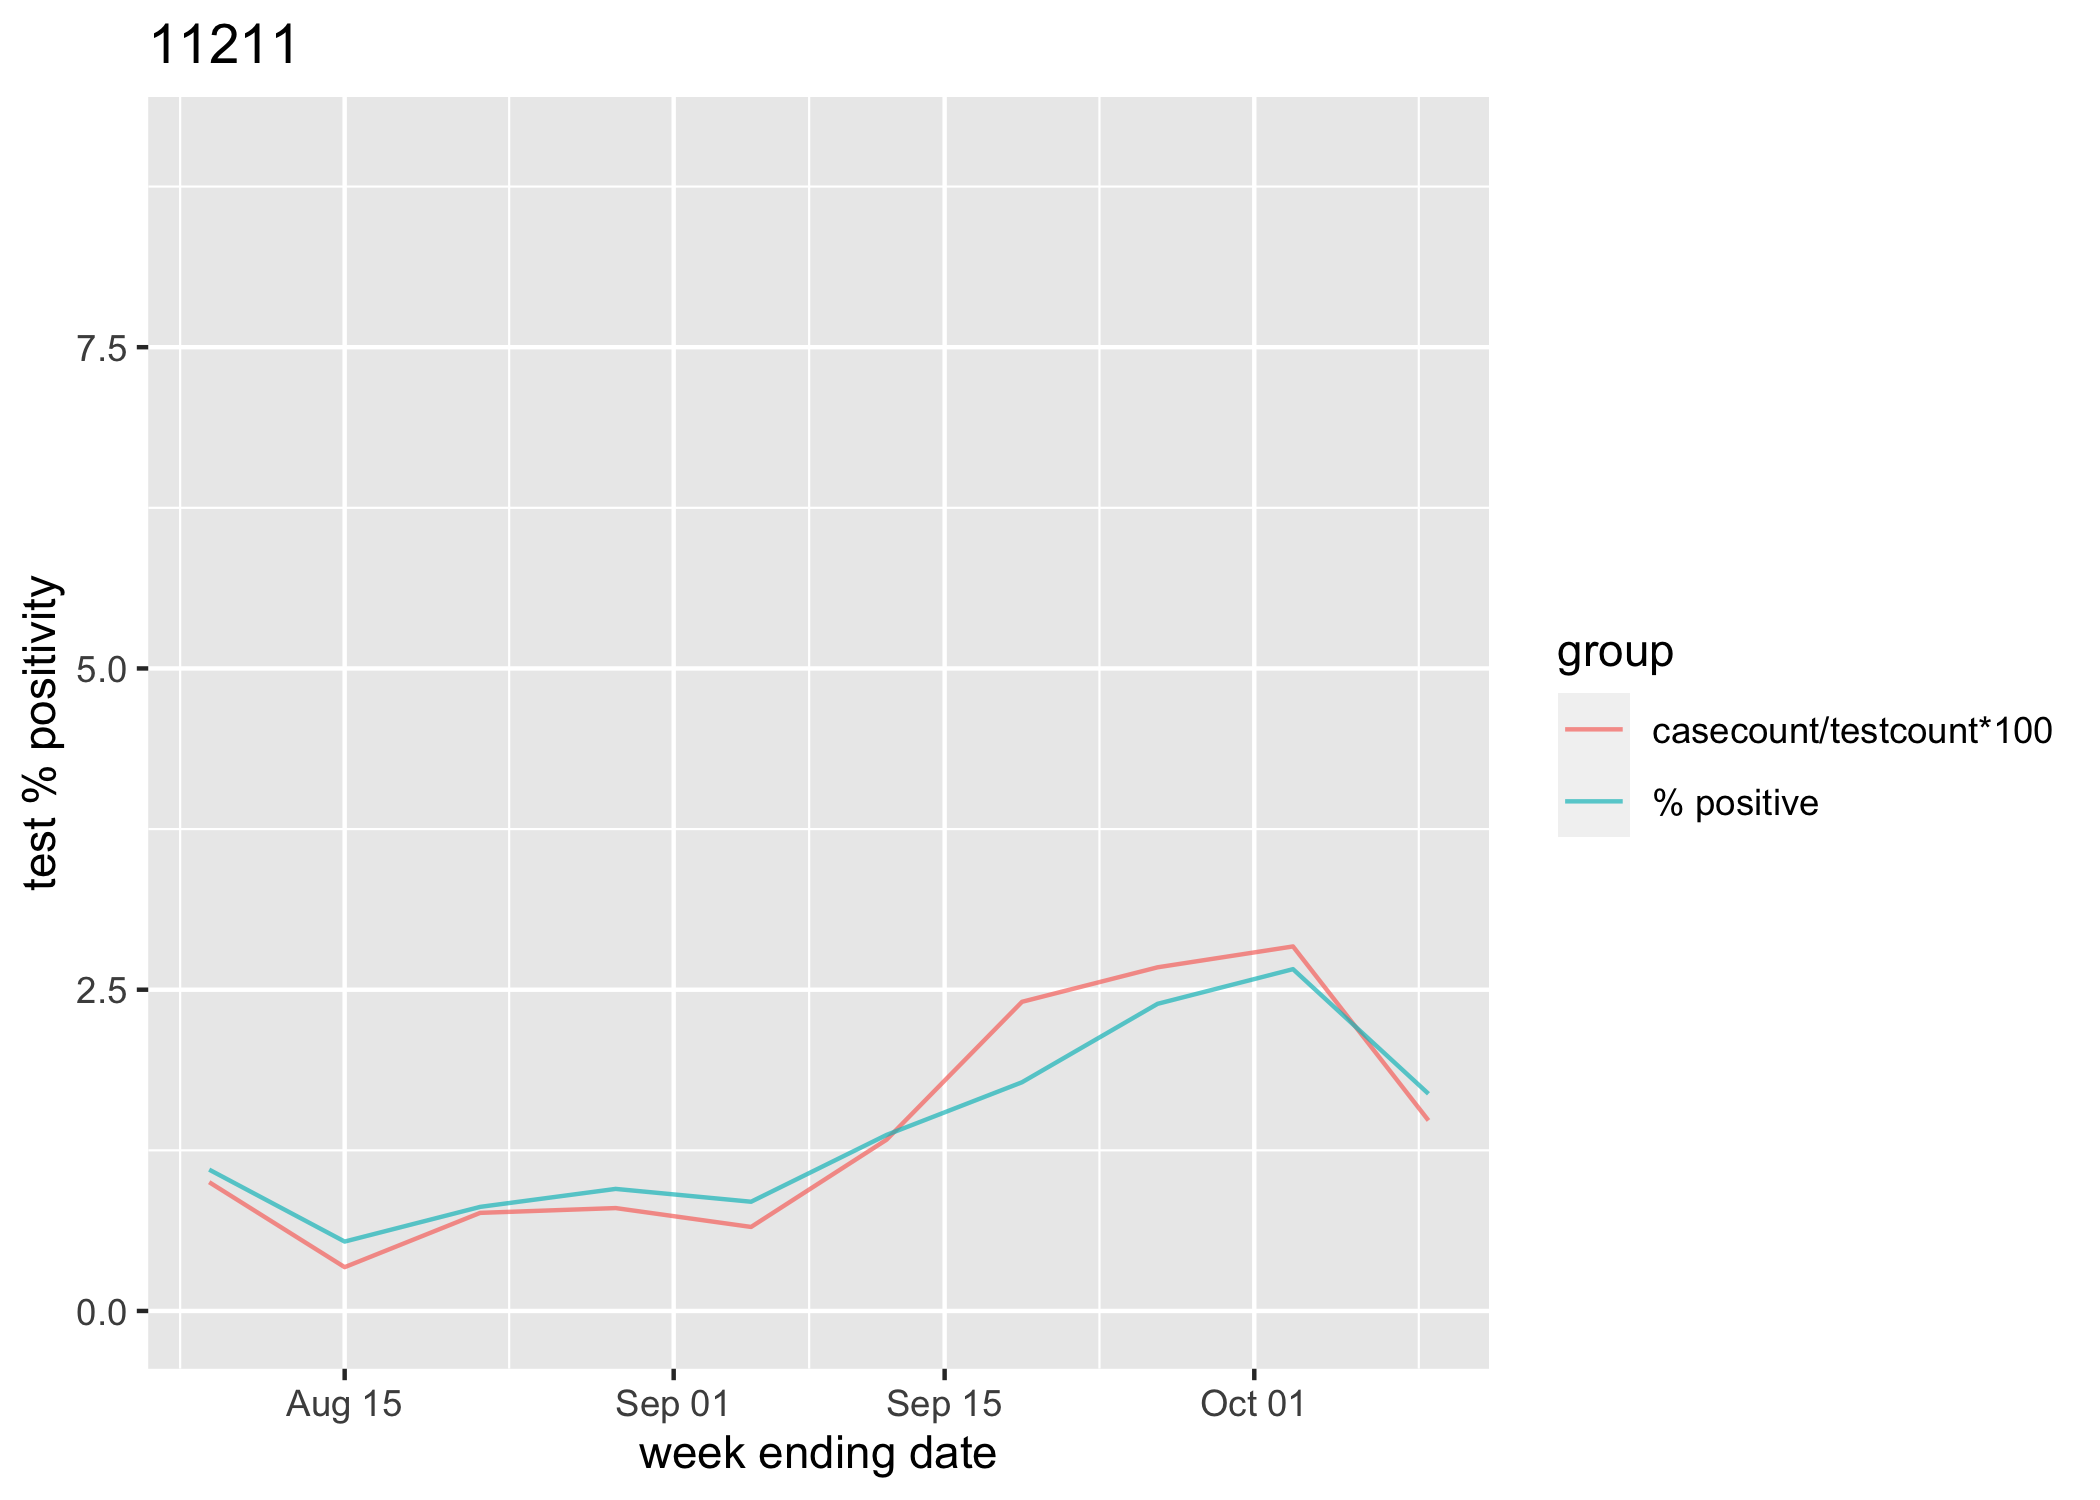 11211
test % positivity
7.5
5.0
2.5
0.0
Aug 15
Sep 01
Sep 15
Oct 01
week ending date
group
casecount/testcount*100
% positive